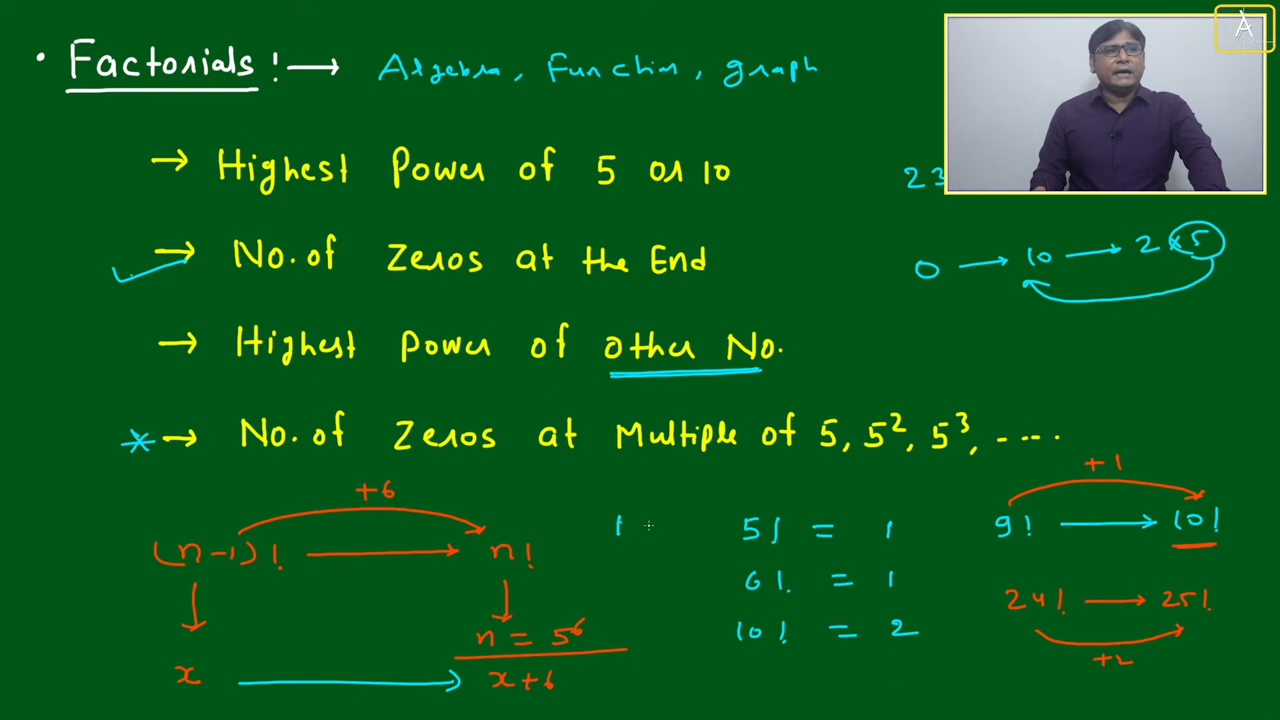 • Factorials! → Algebra, Function, graph
→ Highest Power of 5 or 10
23
→ No. of Zeros at the End
0 → 10 → 2 × 5
→ Highest Power of Other No.
* → No. of Zeros at Multiple of 5, 5², 5³, ----
+6
(n-1)! → n!
x
n = 5⁶
x+6
1
5! = 1
6! = 1
10! = 2
+1
9! → 10!
24! → 25!
+2
A